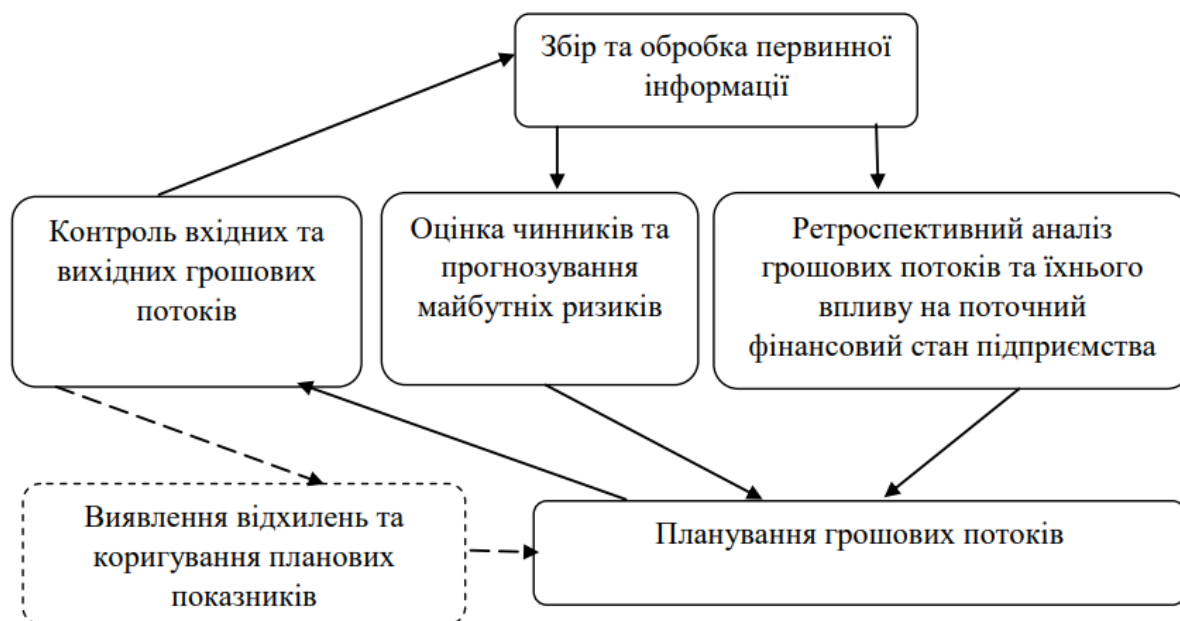 Збір та обробка первинної
інформації
Контроль вхідних та
вихідних грошових
потоків
Оцінка чинників та
прогнозування
майбутніх ризиків
Ретроспективний аналіз
грошових потоків та їхнього
впливу на поточний
фінансовий стан підприємства
Виявлення відхилень та
коригування планових
показників
Планування грошових потоків